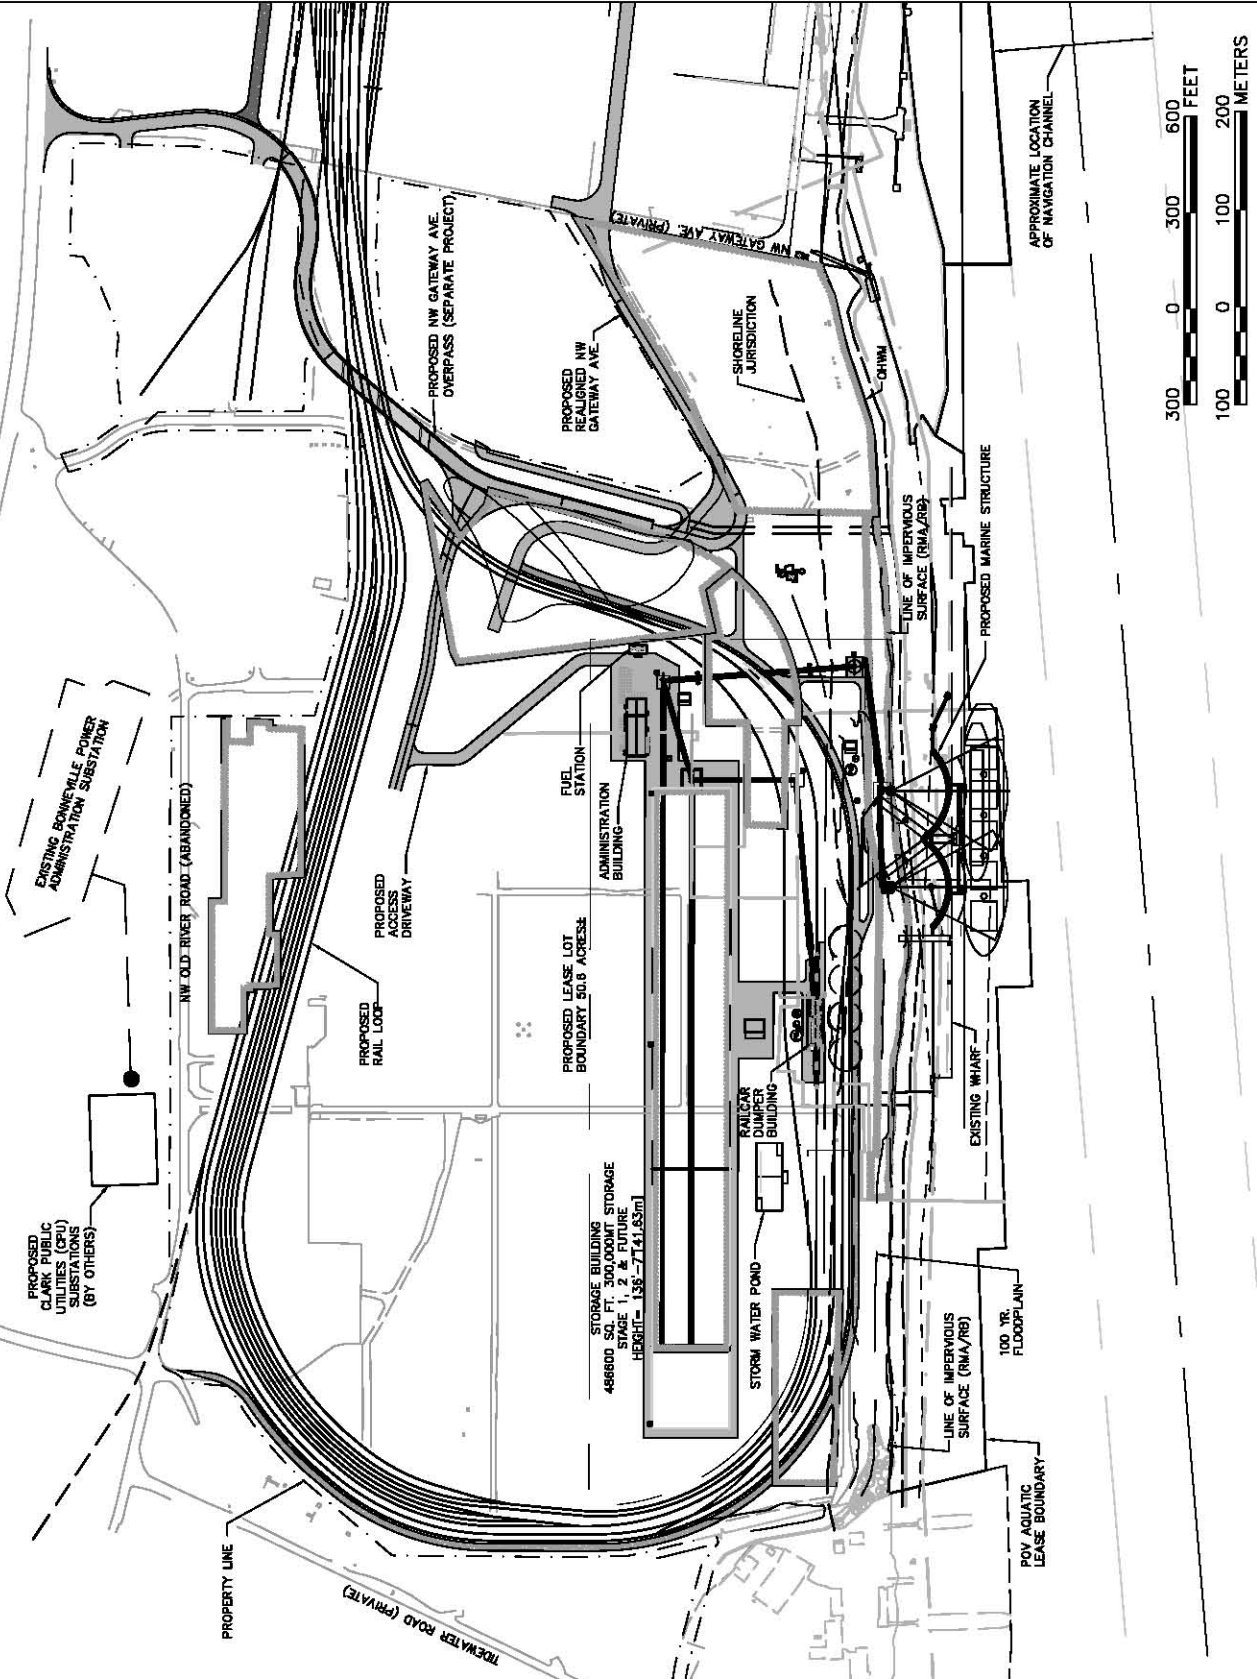 EXISTING BONNEVILLE POWER
ADMINISTRATION SUBSTATION
NW OLD RIVER ROAD (ABANDONED)
PROPOSED
CLARK PUBLIC
UTILITIES (CPU)
SUBSTATIONS
(BY OTHERS)
PROPERTY LINE
TIDEWATER ROAD (PRIVATE)
PROPOSED
RAIL LOOP
PROPOSED
ACCESS
DRIVEWAY
PROPOSED NW GATEWAY AVE.
OVERPASS (SEPARATE PROJECT)
PROPOSED
REALIGNED NW
GATEWAY AVE.
NW GATEWAY AVE. (PRIVATE)
FUEL
STATION
ADMINISTRATION
BUILDING
PROPOSED LEASE LOT
BOUNDARY 50.6 ACRES±
STORAGE BUILDING
486600 SQ. FT. 300,000MT STORAGE
STAGE 1, 2 & FUTURE
HEIGHT= 136'-7"[41.63m]
RAILCAR
DUMPER
BUILDING
STORM WATER POND
SHORELINE
JURISDICTION
OHWM
LINE OF IMPERVIOUS
SURFACE (RMA/RB)
PROPOSED MARINE STRUCTURE
EXISTING WHARF
100 YR.
FLOODPLAIN
LINE OF IMPERVIOUS
SURFACE (RMA/RB)
POV AQUATIC
LEASE BOUNDARY
APPROXIMATE LOCATION
OF NAVIGATION CHANNEL
300 0 300 600
FEET
100 0 100 200
METERS